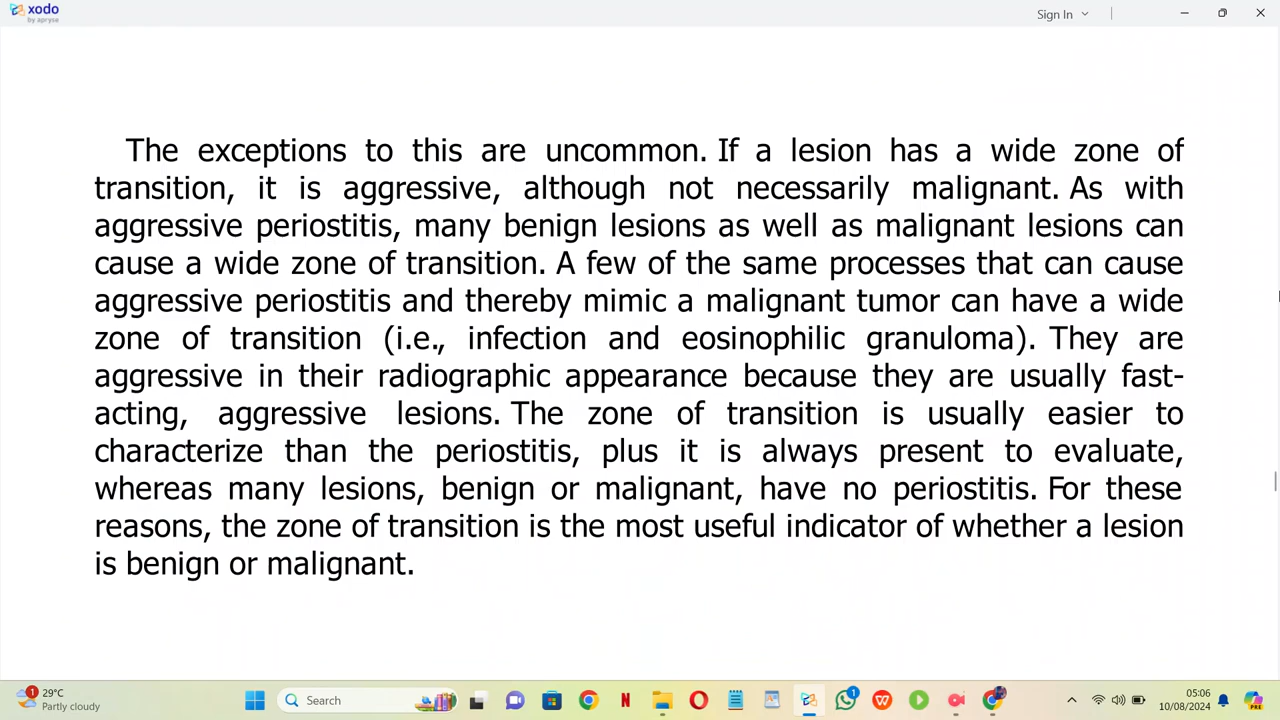 xodo
by apryse
Sign In
The exceptions to this are uncommon. If a lesion has a wide zone of
transition, it is aggressive, although not necessarily malignant. As with
aggressive periostitis, many benign lesions as well as malignant lesions can
cause a wide zone of transition. A few of the same processes that can cause
aggressive periostitis and thereby mimic a malignant tumor can have a wide
zone of transition (i.e., infection and eosinophilic granuloma). They are
aggressive in their radiographic appearance because they are usually fast-
acting, aggressive lesions. The zone of transition is usually easier to
characterize than the periostitis, plus it is always present to evaluate,
whereas many lesions, benign or malignant, have no periostitis. For these
reasons, the zone of transition is the most useful indicator of whether a lesion
is benign or malignant.
1
29°C
Partly cloudy
Search
N
1
W
05:06
10/08/2024
PRE